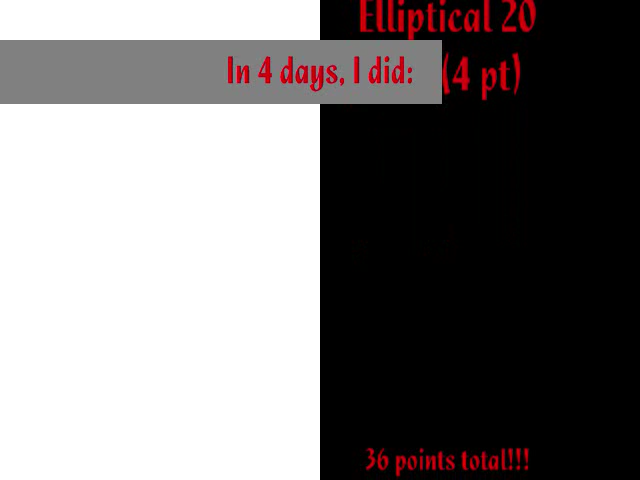 Elliptical 20
In 4 days, I did:
(4 pt)
36 points total!!!